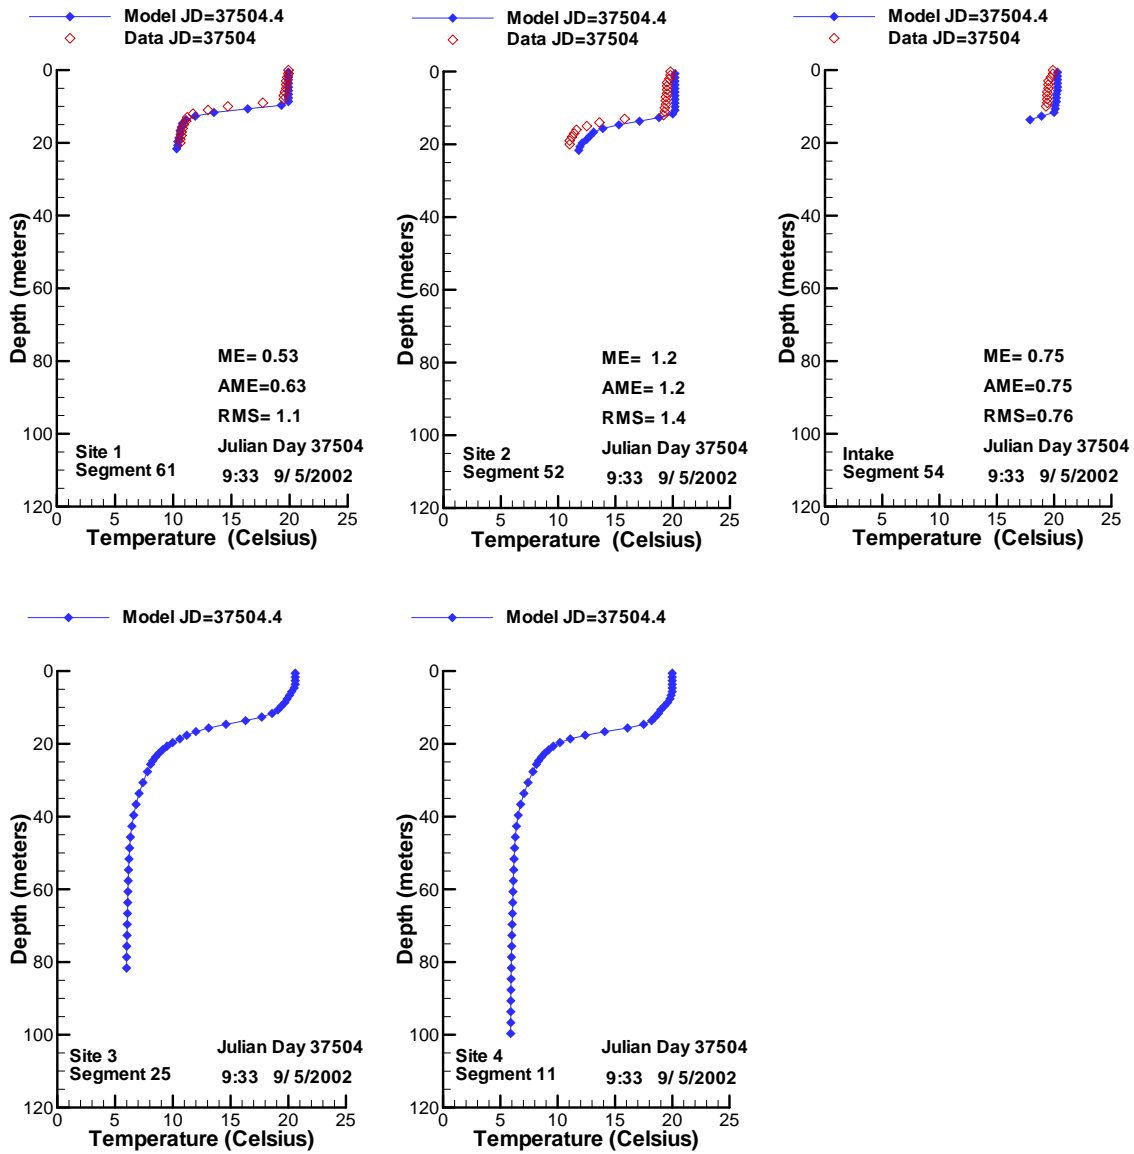 Model JD=37504.4
Data JD=37504
0
20
40
60
80
100
120
Depth (meters)
ME= 0.53
AME=0.63
RMS= 1.1
Site 1
Segment 61
Julian Day 37504
9:33 9/ 5/2002
0 5 10 15 20 25
Temperature (Celsius)
Model JD=37504.4
Data JD=37504
0
20
40
60
80
100
120
Depth (meters)
ME= 1.2
AME= 1.2
RMS= 1.4
Site 2
Segment 52
Julian Day 37504
9:33 9/ 5/2002
0 5 10 15 20 25
Temperature (Celsius)
Model JD=37504.4
Data JD=37504
0
20
40
60
80
100
120
Depth (meters)
ME= 0.75
AME=0.75
RMS=0.76
Intake
Segment 54
Julian Day 37504
9:33 9/ 5/2002
0 5 10 15 20 25
Temperature (Celsius)
Model JD=37504.4
0
20
40
60
80
100
120
Depth (meters)
Site 3
Segment 25
Julian Day 37504
9:33 9/ 5/2002
0 5 10 15 20 25
Temperature (Celsius)
Model JD=37504.4
0
20
40
60
80
100
120
Depth (meters)
Site 4
Segment 11
Julian Day 37504
9:33 9/ 5/2002
0 5 10 15 20 25
Temperature (Celsius)